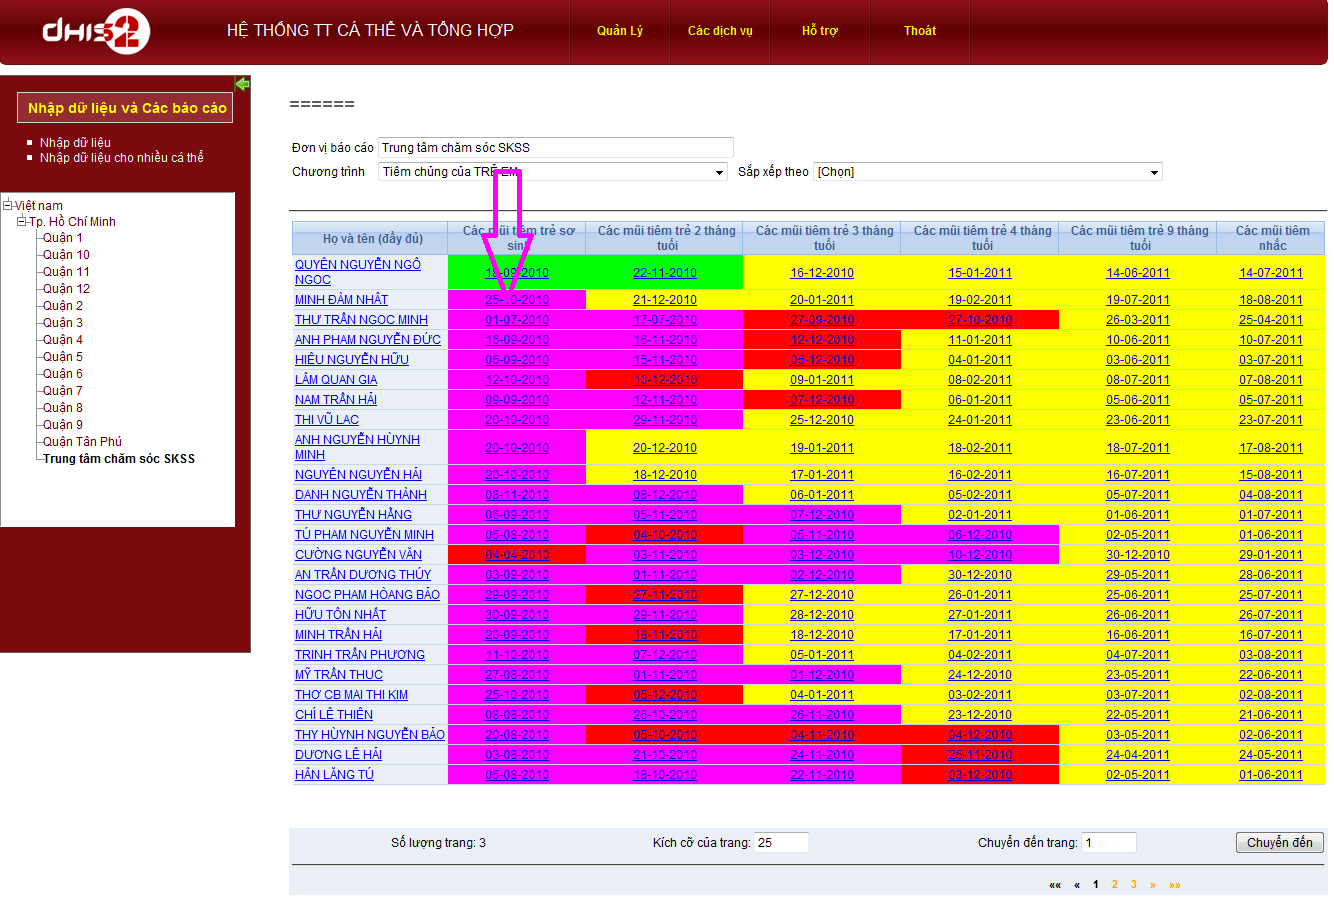 DHIS 2
HỆ THỐNG TT CÁ THỂ VÀ TỔNG HỢP
Quản Lý
Các dịch vụ
Hỗ trợ
Thoát
Nhập dữ liệu và Các báo cáo
Nhập dữ liệu
Nhập dữ liệu cho nhiều cá thể
Việt nam
Tp. Hồ Chí Minh
Quận 1
Quận 10
Quận 11
Quận 12
Quận 2
Quận 3
Quận 4
Quận 5
Quận 6
Quận 7
Quận 8
Quận 9
Quận Tân Phú
Trung tâm chăm sóc SKSS
======
Đơn vị báo cáo Trung tâm chăm sóc SKSS
Chương trình Tiêm chủng của TRẺ EM Sắp xếp theo [Chọn]
Họ và tên (đầy đủ) Các mũi tiêm trẻ sơ sinh Các mũi tiêm trẻ 2 tháng tuổi Các mũi tiêm trẻ 3 tháng tuổi Các mũi tiêm trẻ 4 tháng tuổi Các mũi tiêm trẻ 9 tháng tuổi Các mũi tiêm nhắc
QUYÊN NGUYỄN NGÔ NGỌC 22-11-2010 16-12-2010 15-01-2011 14-06-2011 14-07-2011
MINH ĐÀM NHẬT 21-12-2010 20-01-2011 19-02-2011 19-07-2011 18-08-2011
THƯ TRẦN NGỌC MINH 01-07-2010 17-07-2010 27-09-2010 27-10-2010 26-03-2011 25-04-2011
ANH PHẠM NGUYỄN ĐỨC 16-09-2010 16-11-2010 12-12-2010 11-01-2011 10-06-2011 10-07-2011
HIẾU NGUYỄN HỮU 06-09-2010 15-11-2010 05-12-2010 04-01-2011 03-06-2011 03-07-2011
LÂM QUAN GIA 12-10-2010 10-12-2010 09-01-2011 08-02-2011 08-07-2011 07-08-2011
NAM TRẦN HẢI 09-09-2010 12-11-2010 07-12-2010 06-01-2011 05-06-2011 05-07-2011
THI VŨ LẠC 20-10-2010 29-11-2010 25-12-2010 24-01-2011 23-06-2011 23-07-2011
ANH NGUYỄN HUỲNH MINH 20-10-2010 20-12-2010 19-01-2011 18-02-2011 18-07-2011 17-08-2011
NGUYÊN NGUYỄN HẢI 20-10-2010 18-12-2010 17-01-2011 16-02-2011 16-07-2011 15-08-2011
DANH NGUYỄN THÀNH 08-11-2010 08-12-2010 06-01-2011 05-02-2011 05-07-2011 04-08-2011
THƯ NGUYỄN HẰNG 06-09-2010 05-11-2010 07-12-2010 02-01-2011 01-06-2011 01-07-2011
TÚ PHẠM NGUYỄN MINH 06-08-2010 04-10-2010 05-11-2010 06-12-2010 02-05-2011 01-06-2011
CƯỜNG NGUYỄN VĂN 04-04-2010 03-11-2010 03-12-2010 10-12-2010 30-12-2010 29-01-2011
AN TRẦN DƯƠNG THÚY 03-09-2010 01-11-2010 02-12-2010 30-12-2010 29-05-2011 28-06-2011
NGỌC PHẠM HOÀNG BẢO 29-09-2010 27-11-2010 27-12-2010 26-01-2011 25-06-2011 25-07-2011
HỮU TÔN NHẤT 30-09-2010 29-11-2010 28-12-2010 27-01-2011 26-06-2011 26-07-2011
MINH TRẦN HẢI 20-09-2010 18-11-2010 18-12-2010 17-01-2011 16-06-2011 16-07-2011
TRINH TRẦN PHƯƠNG 11-10-2010 07-12-2010 05-01-2011 04-02-2011 04-07-2011 03-08-2011
MỸ TRẦN THỤC 27-08-2010 01-11-2010 01-12-2010 24-12-2010 23-05-2011 22-06-2011
THƠ CB MAI THI KIM 25-10-2010 05-12-2010 04-01-2011 03-02-2011 03-07-2011 02-08-2011
CHÍ LÊ THIÊN 08-08-2010 26-10-2010 26-11-2010 23-12-2010 22-05-2011 21-06-2011
THY HUỲNH NGUYỄN BẢO 20-08-2010 05-10-2010 04-11-2010 04-12-2010 03-05-2011 02-06-2011
DƯƠNG LÊ HẢI 03-08-2010 21-10-2010 24-11-2010 25-11-2010 24-04-2011 24-05-2011
HÂN LĂNG TÚ 06-08-2010 18-10-2010 22-11-2010 03-12-2010 02-05-2011 01-06-2011
Số lượng trang: 3 Kích cỡ của trang: 25 Chuyển đến trang: 1 Chuyển đến
«« « 1 2 3 » »»